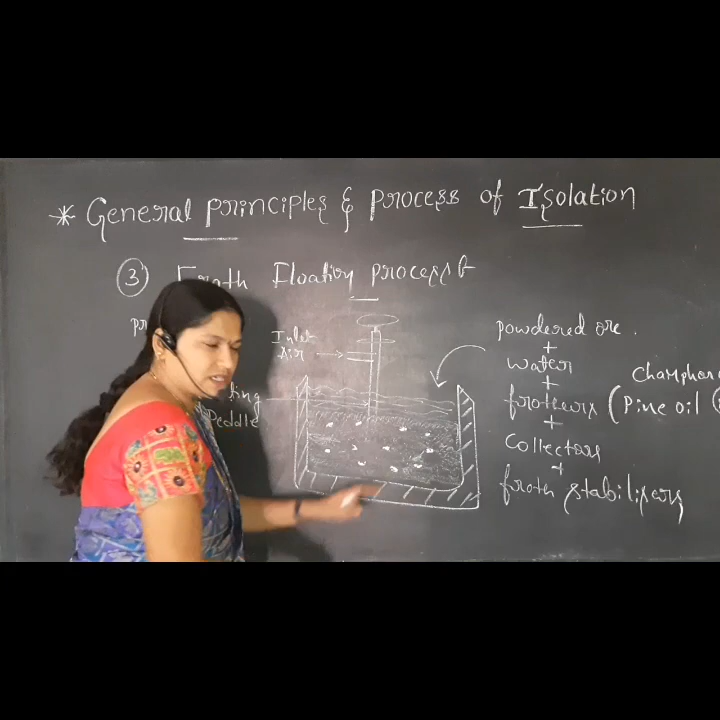 * General principles & process of Isolation
③ Froth Floation process
Inlet
Air →
Peddle
powdered ore.
+
water
+
frothers (Pine oil
Champhor
+
Collectors
+
froth stabilizers